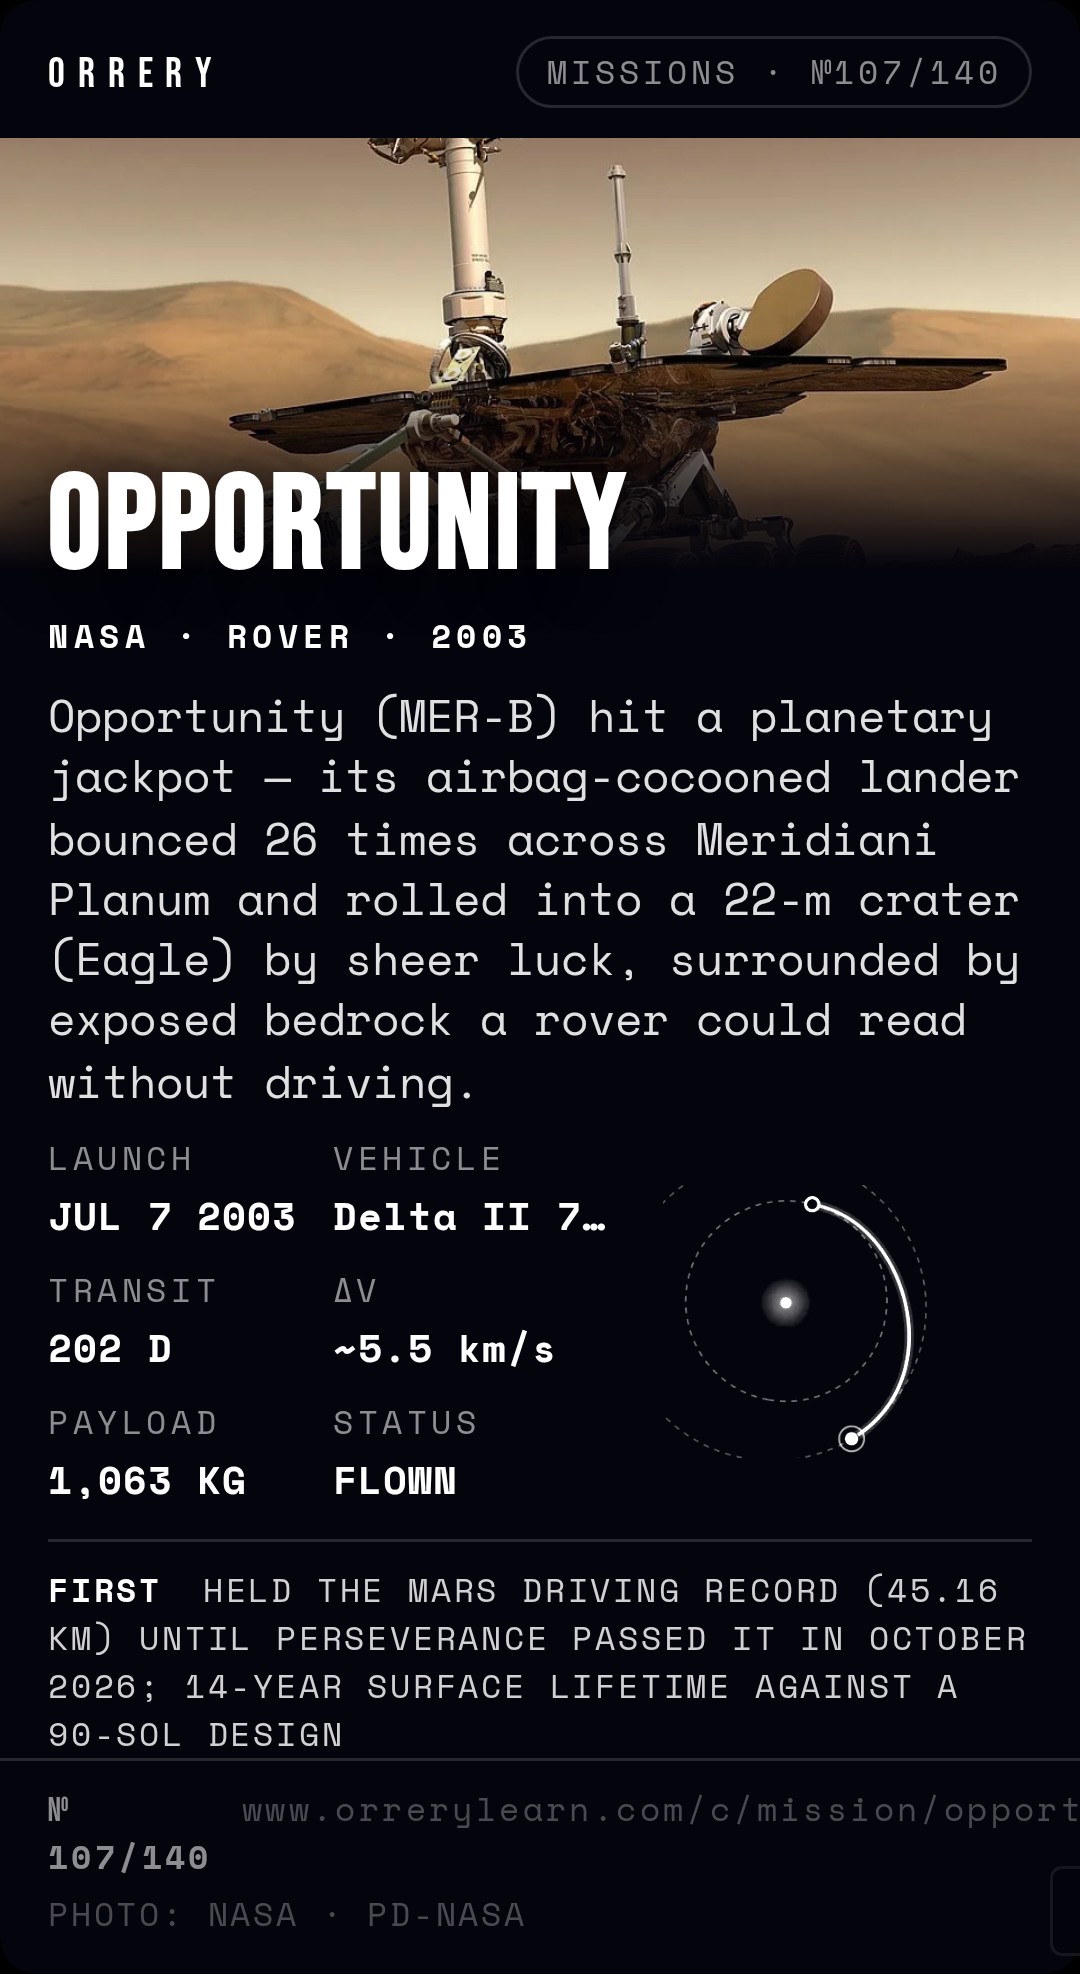 ORRERY
MISSIONS · №107/140
OPPORTUNITY
NASA · ROVER · 2003
Opportunity (MER-B) hit a planetary
jackpot — its airbag-cocooned lander
bounced 26 times across Meridiani
Planum and rolled into a 22-m crater
(Eagle) by sheer luck, surrounded by
exposed bedrock a rover could read
without driving.
LAUNCH VEHICLE
JUL 7 2003 Delta II 7…
TRANSIT ΔV
202 D ~5.5 km/s
PAYLOAD STATUS
1,063 KG FLOWN
FIRST HELD THE MARS DRIVING RECORD (45.16
KM) UNTIL PERSEVERANCE PASSED IT IN OCTOBER
2026; 14-YEAR SURFACE LIFETIME AGAINST A
90-SOL DESIGN
№ www.orrerylearn.com/c/mission/opport
107/140
PHOTO: NASA · PD-NASA